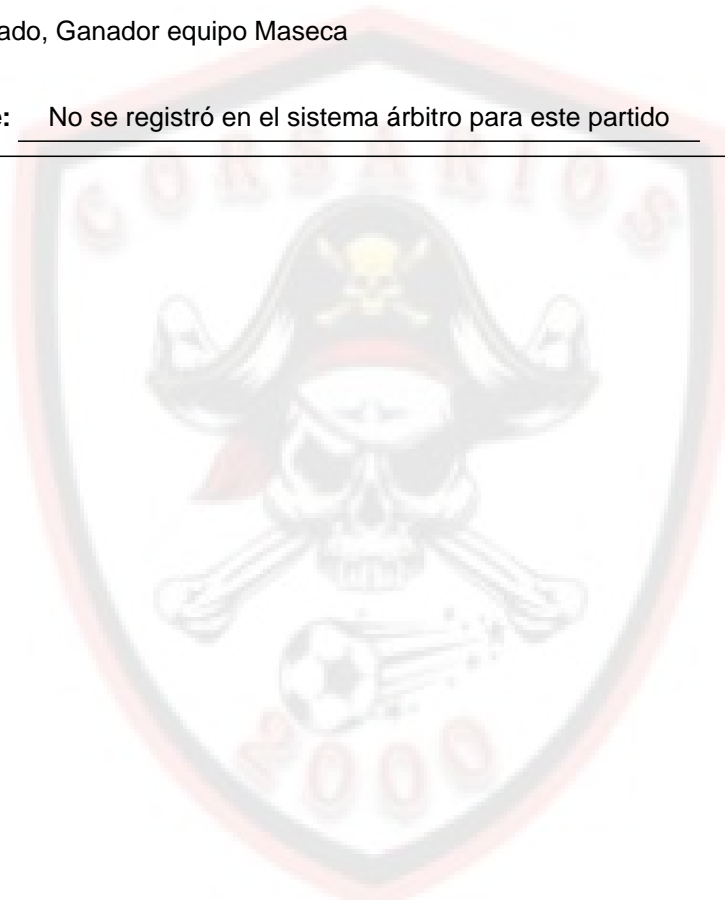 ado, Ganador equipo Maseca
e: No se registró en el sistema árbitro para este partido
CORSARIOS
2000